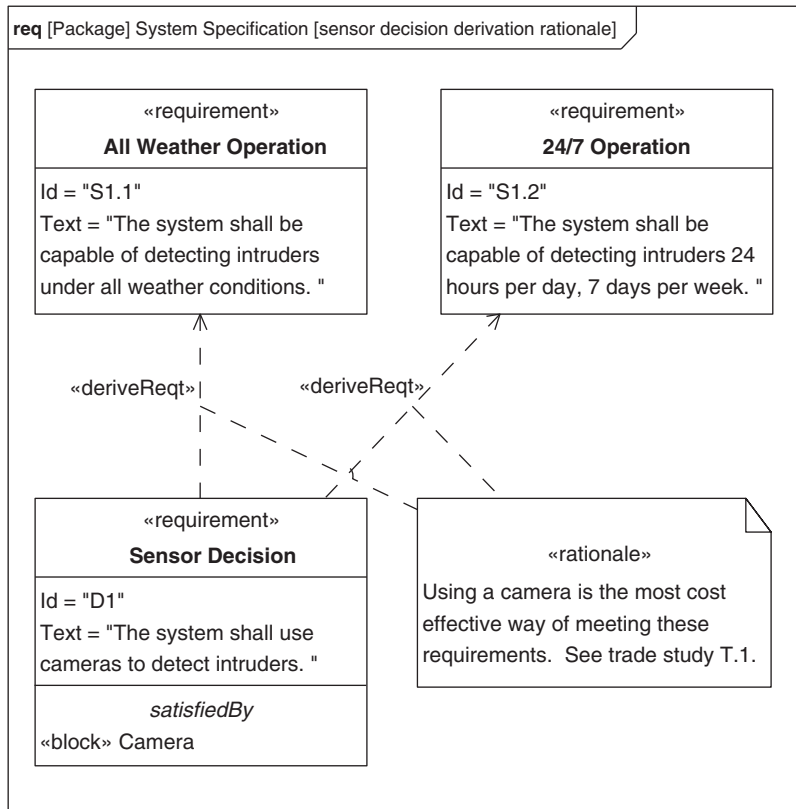 req [Package] System Specification [sensor decision derivation rationale]
«requirement»
All Weather Operation
Id = "S1.1"
Text = "The system shall be
capable of detecting intruders
under all weather conditions. "
«requirement»
24/7 Operation
Id = "S1.2"
Text = "The system shall be
capable of detecting intruders 24
hours per day, 7 days per week. "
«deriveReqt»
«deriveReqt»
«requirement»
Sensor Decision
Id = "D1"
Text = "The system shall use
cameras to detect intruders. "
satisfiedBy
«block» Camera
«rationale»
Using a camera is the most cost
effective way of meeting these
requirements.  See trade study T.1.